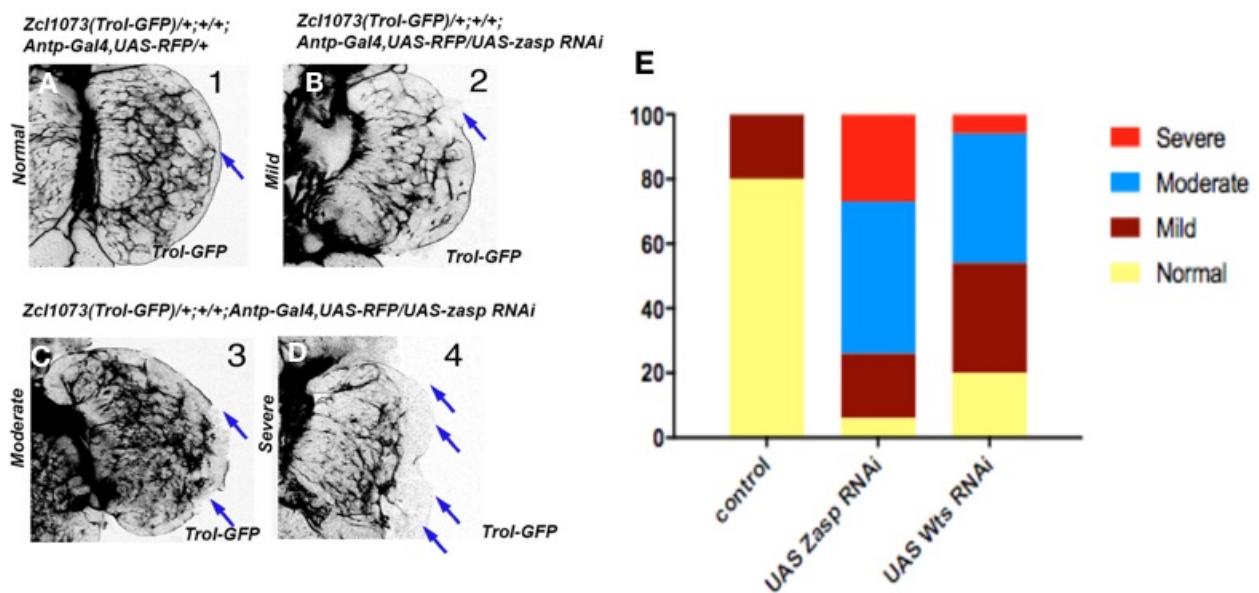 Zcl1073(Trol-GFP)/+;+/+;
Antp-Gal4,UAS-RFP/+
Zcl1073(Trol-GFP)/+;+/+;
Antp-Gal4,UAS-RFP/UAS-zasp RNAi
A
1
Normal
Trol-GFP
B
2
Mild
Trol-GFP
Zcl1073(Trol-GFP)/+;+/+;Antp-Gal4,UAS-RFP/UAS-zasp RNAi
C
3
Moderate
Trol-GFP
D
4
Severe
Trol-GFP
E
100
80
60
40
20
0
control
UAS Zasp RNAi
UAS Wts RNAi
Severe
Moderate
Mild
Normal